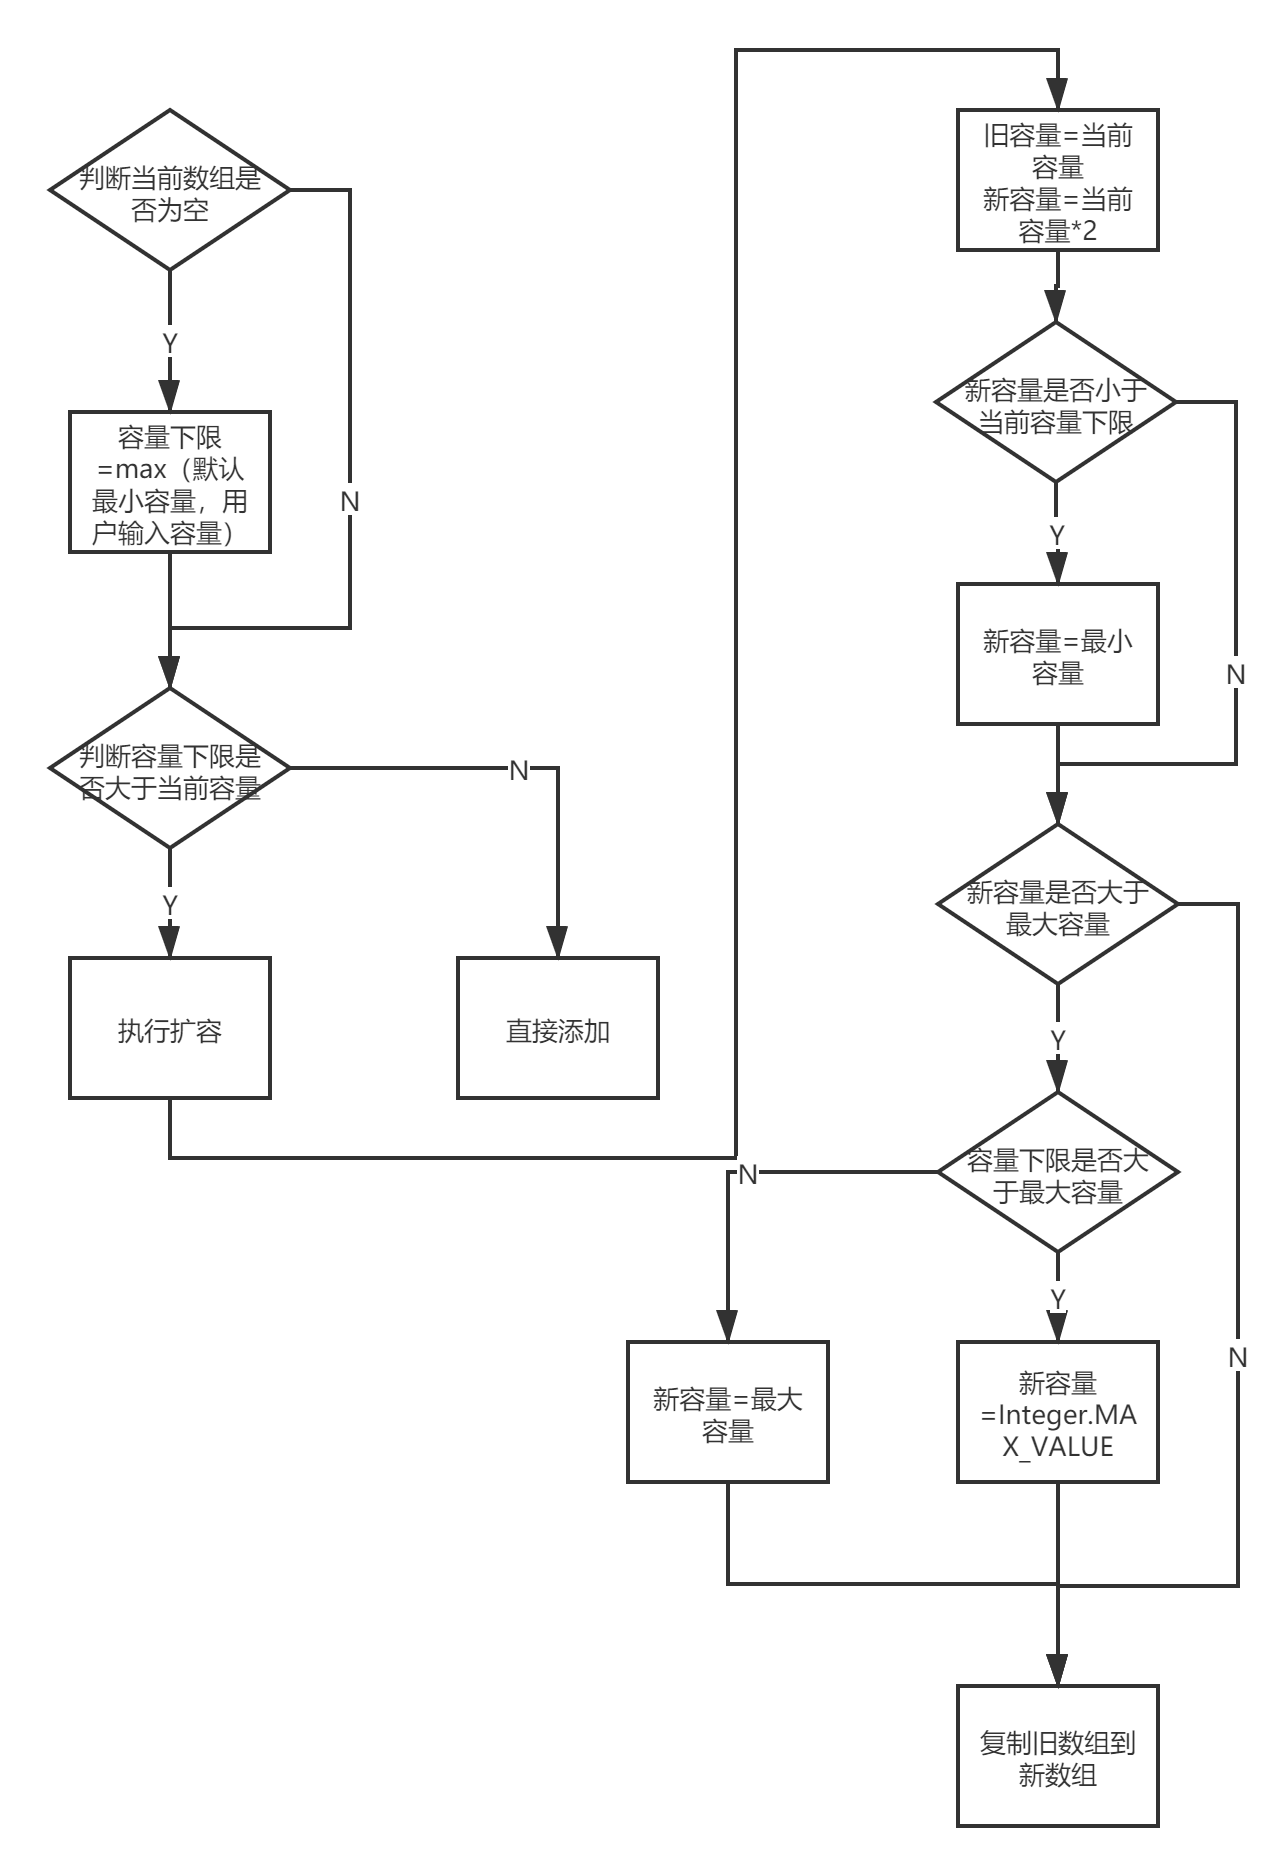 判断当前数组是
否为空
Y
容量下限
=max（默认
最小容量，用
户输入容量）
N
判断容量下限是
否大于当前容量
N
Y
执行扩容
直接添加
旧容量=当前
容量
新容量=当前
容量*2
新容量是否小于
当前容量下限
Y
新容量=最小
容量
N
新容量是否大于
最大容量
Y
容量下限是否大
于最大容量
N
Y
新容量=最大
容量
新容量
=Integer.MA
X_VALUE
N
复制旧数组到
新数组